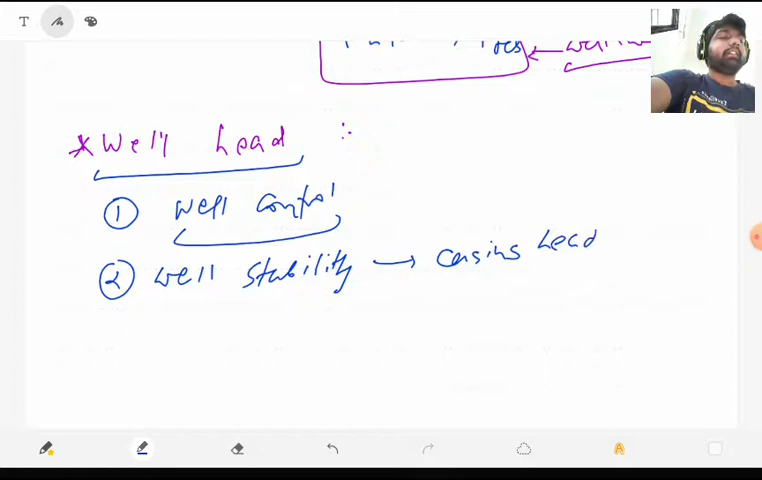 * Well head :
① Well control
② Well Stability → casing head